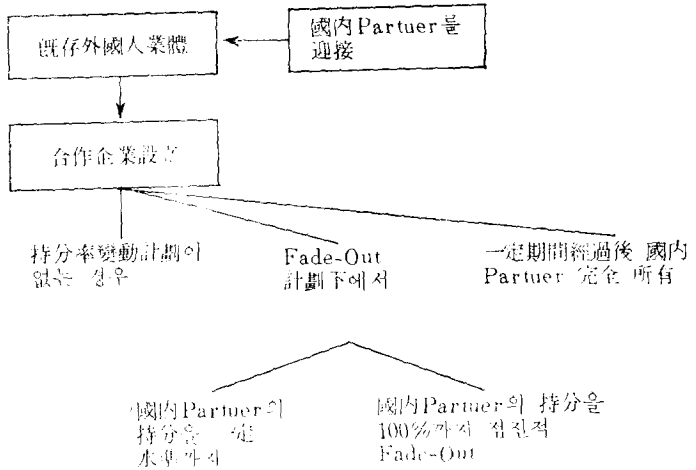 國內 Partuer를
迎接
旣存外國人業體
合作企業設立
持分率變動計劃이
없는 경우
Fade-Out
計劃下에서
一定期間經過後 國內
Partuer 完全 所有
國內Partuer의
持分을 一定
水準까지
國內Partuer의 持分을
100%까지 점진적
Fade-Out